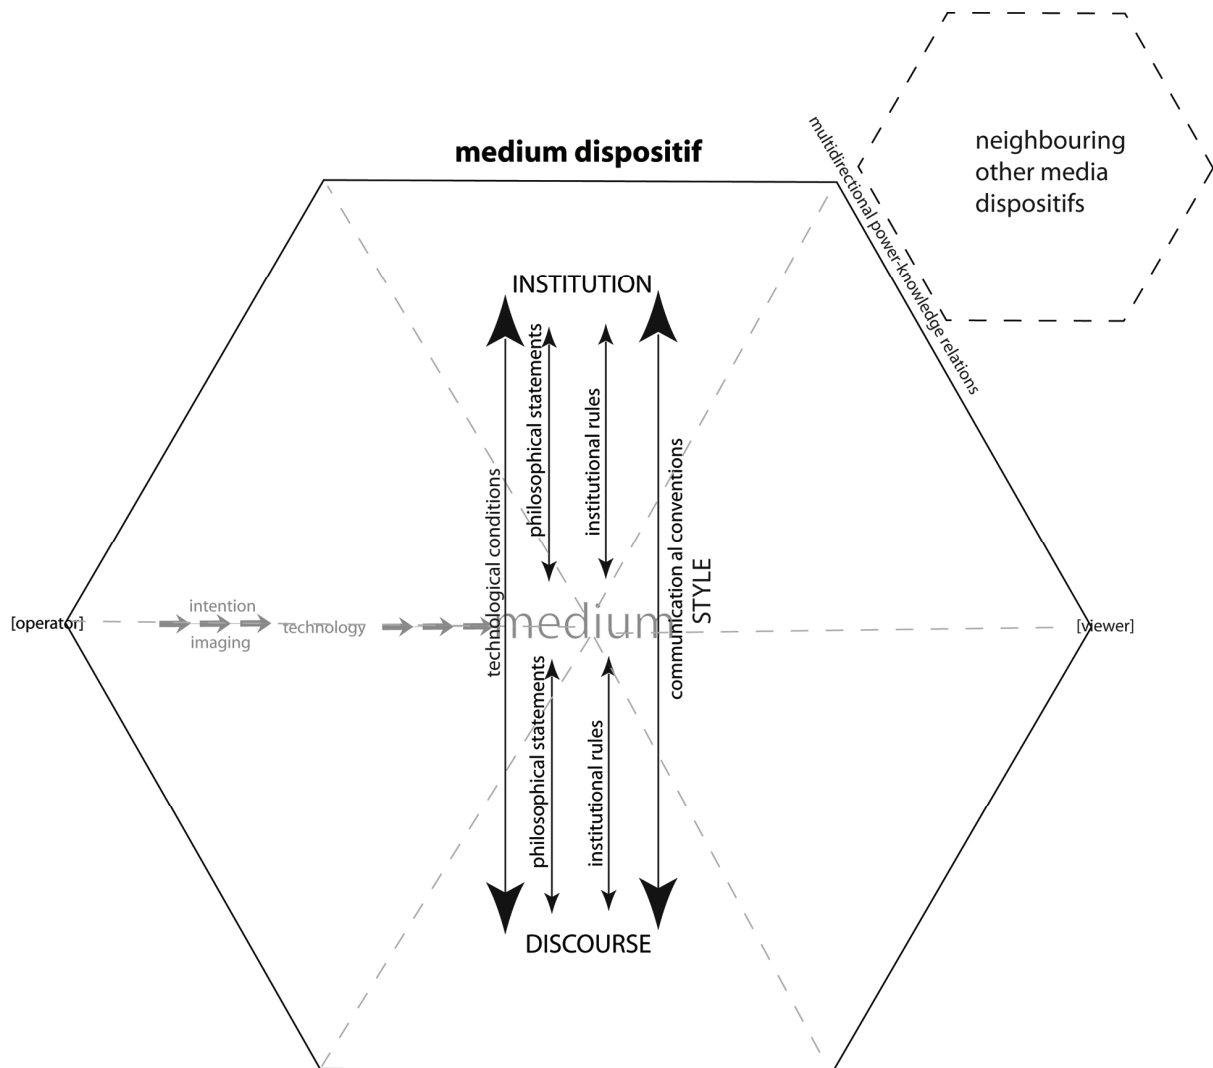 medium dispositif
neighbouring
other media
dispositifs
multidirectional power-knowledge relations
INSTITUTION
philosophical statements
institutional rules
technological conditions
communication al conventions
STYLE
[operator]
intention
imaging
technology
medium
[viewer]
philosophical statements
institutional rules
DISCOURSE